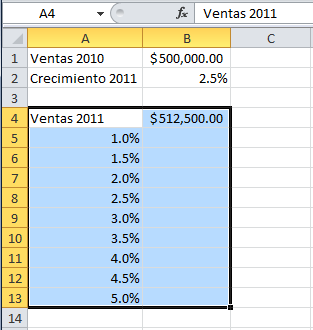 A4 fx Ventas 2011
A B C
1 Ventas 2010 $500,000.00
2 Crecimiento 2011 2.5%
3
4 Ventas 2011 $512,500.00
5 1.0%
6 1.5%
7 2.0%
8 2.5%
9 3.0%
10 3.5%
11 4.0%
12 4.5%
13 5.0%
14